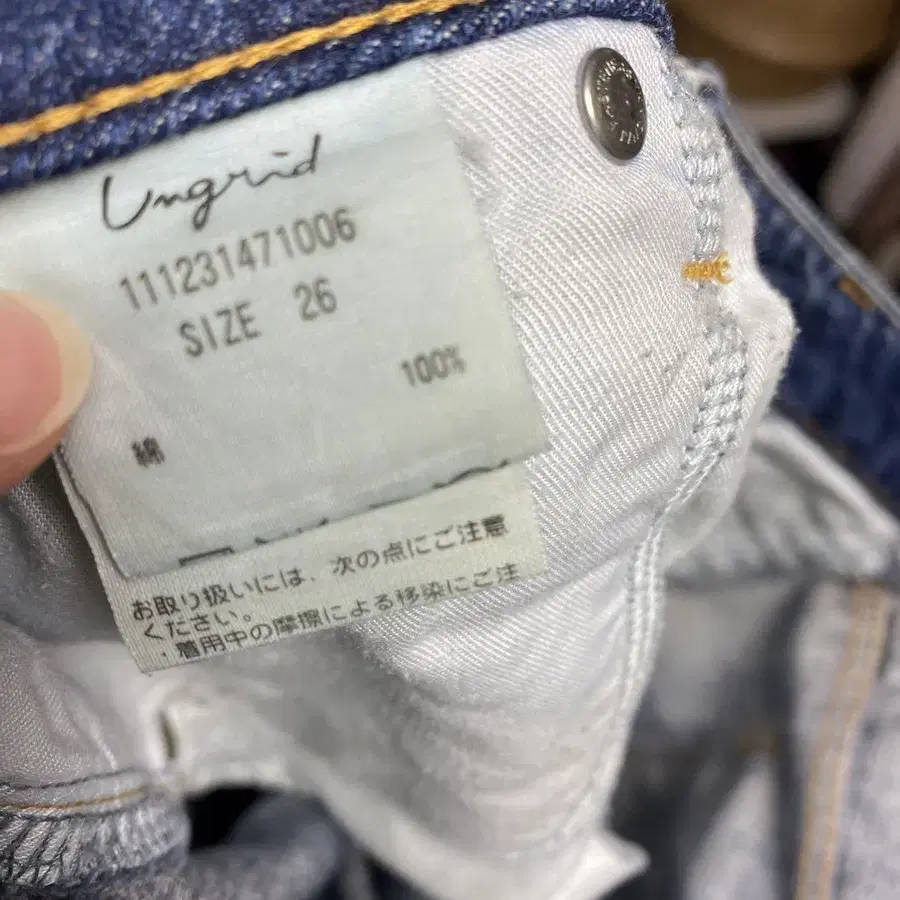 Ungrid
111231471006
SIZE 26
100%
綿
お取り扱いには、次の点にご注意
ください。
・着用中の摩擦による移染にご注